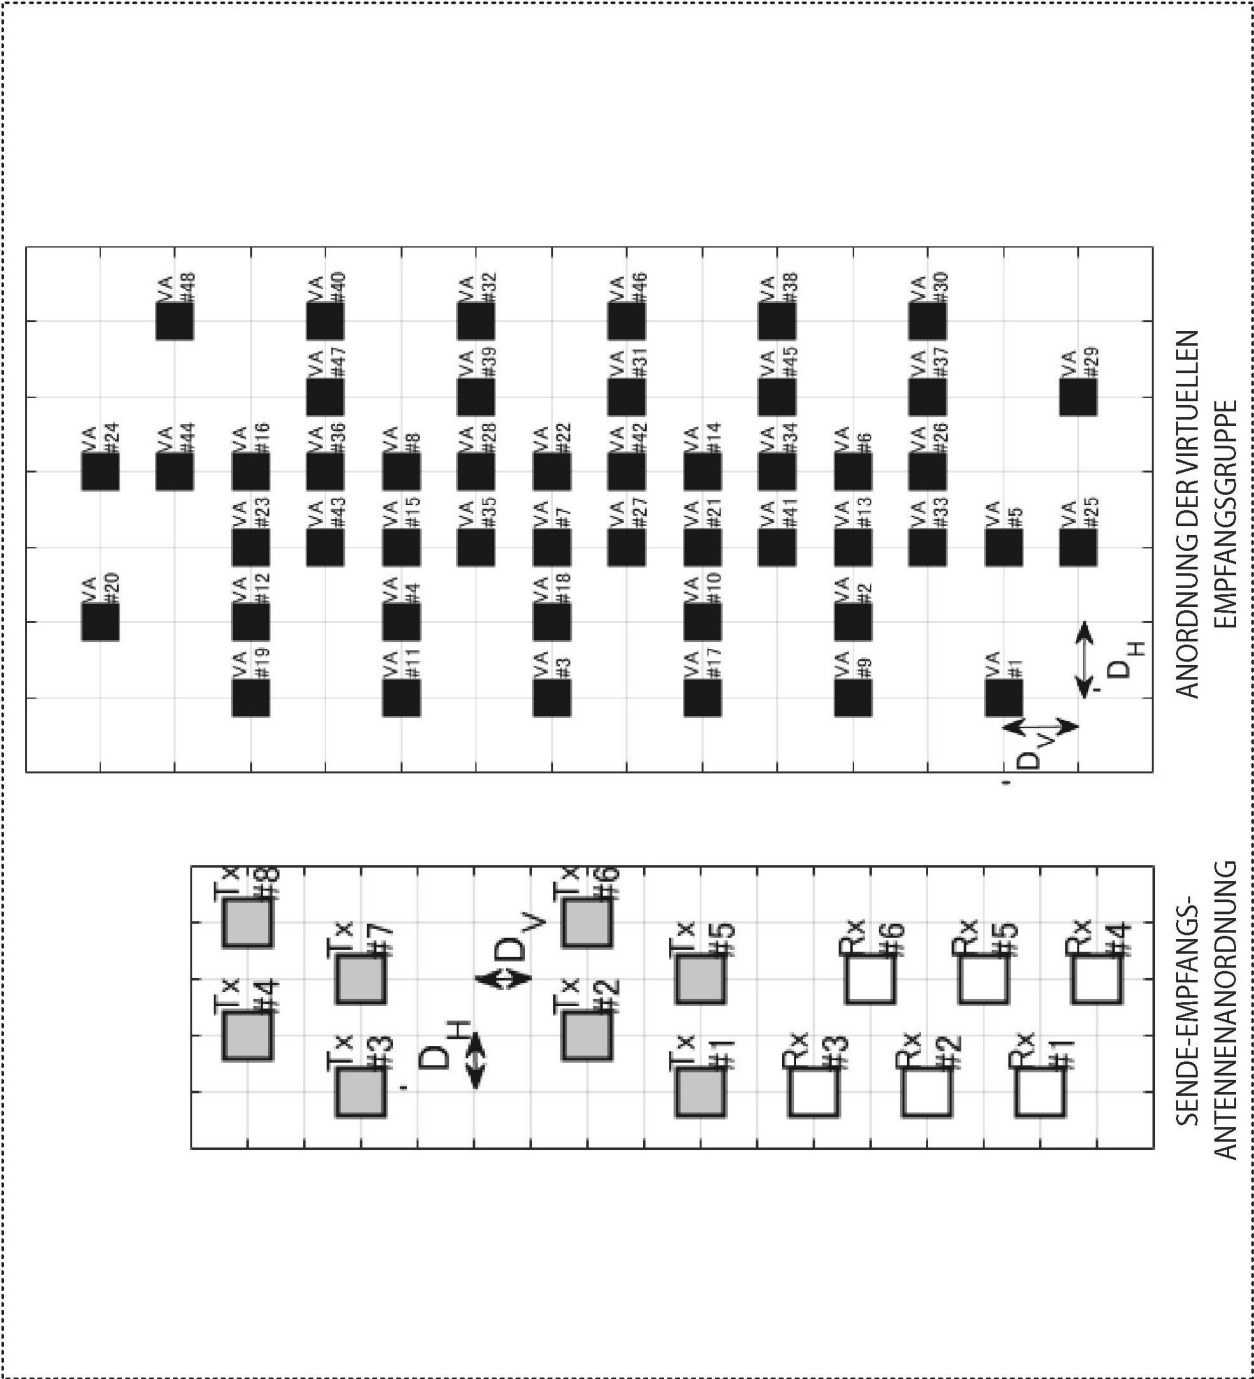 Tx Tx
#4 #8
Tx Tx
#3 #7
D_H
D_V
Tx Tx
#2 #6
Tx Tx
#1 #5
Rx
#3
Rx
#6
Rx
#2
Rx
#5
Rx
#1
Rx
#4
SENDE-EMPFANGS-
ANTENNENANORDNUNG
VA VA
#20 #24
VA VA
#44 #48
VA VA VA VA
#19 #12 #23 #16
VA VA VA VA
#43 #36 #47 #40
VA VA VA VA
#11 #4 #15 #8
VA VA VA VA
#35 #28 #39 #32
VA VA VA VA
#3 #18 #7 #22
VA VA VA VA
#27 #42 #31 #46
VA VA VA VA
#17 #10 #21 #14
VA VA VA VA
#41 #34 #45 #38
VA VA VA VA
#9 #2 #13 #6
VA VA VA VA
#33 #26 #37 #30
VA VA
#1 #5
D_V
VA VA
#25 #29
D_H
ANORDNUNG DER VIRTUELLEN
EMPFANGSGRUPPE